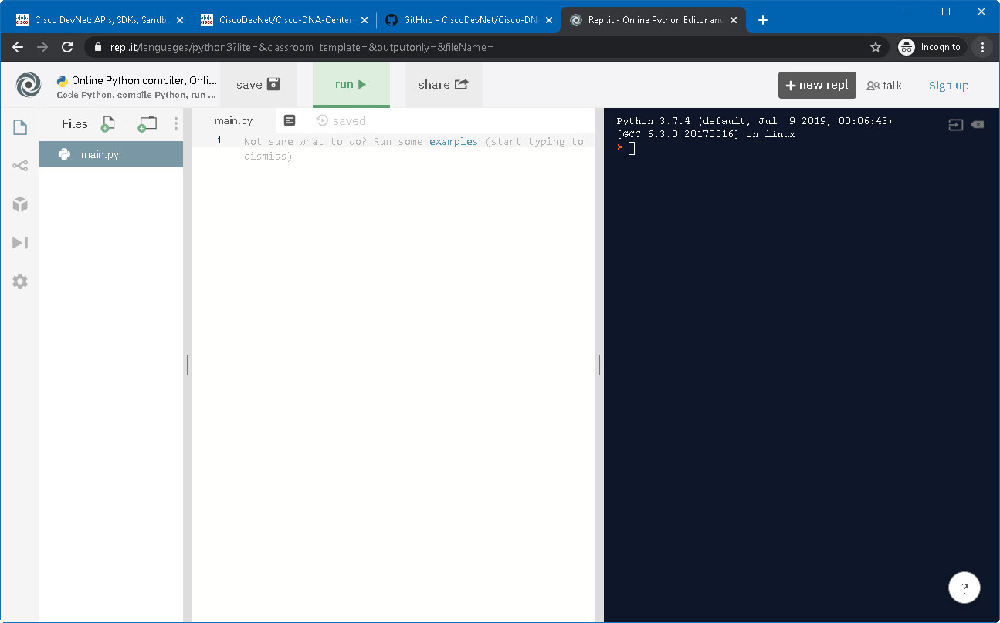 Cisco DevNet: APIs, SDKs, Sandbo
CiscoDevNet/Cisco-DNA-Center
GitHub - CiscoDevNet/Cisco-DN
Repl.it - Online Python Editor and
repl.it/languages/python3?lite=&classroom_template=&outputonly=&fileName=
Incognito
Online Python compiler, Onli...
Code Python, compile Python, run ...
save
run
share
+ new repl
talk
Sign up
Files
main.py
saved
main.py
1 Not sure what to do? Run some examples (start typing to
dismiss)
Python 3.7.4 (default, Jul  9 2019, 00:06:43)
[GCC 6.3.0 20170516] on linux
?